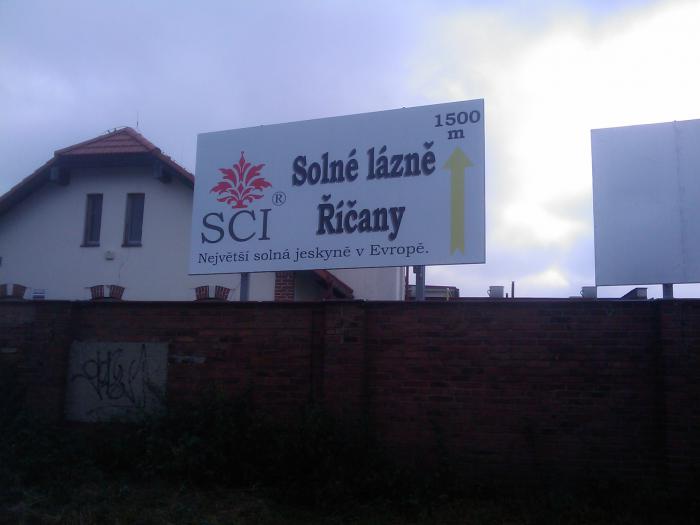 1500
m
Solné lázně
Říčany
SCI ®
Největší solná jeskyně v Evropě.